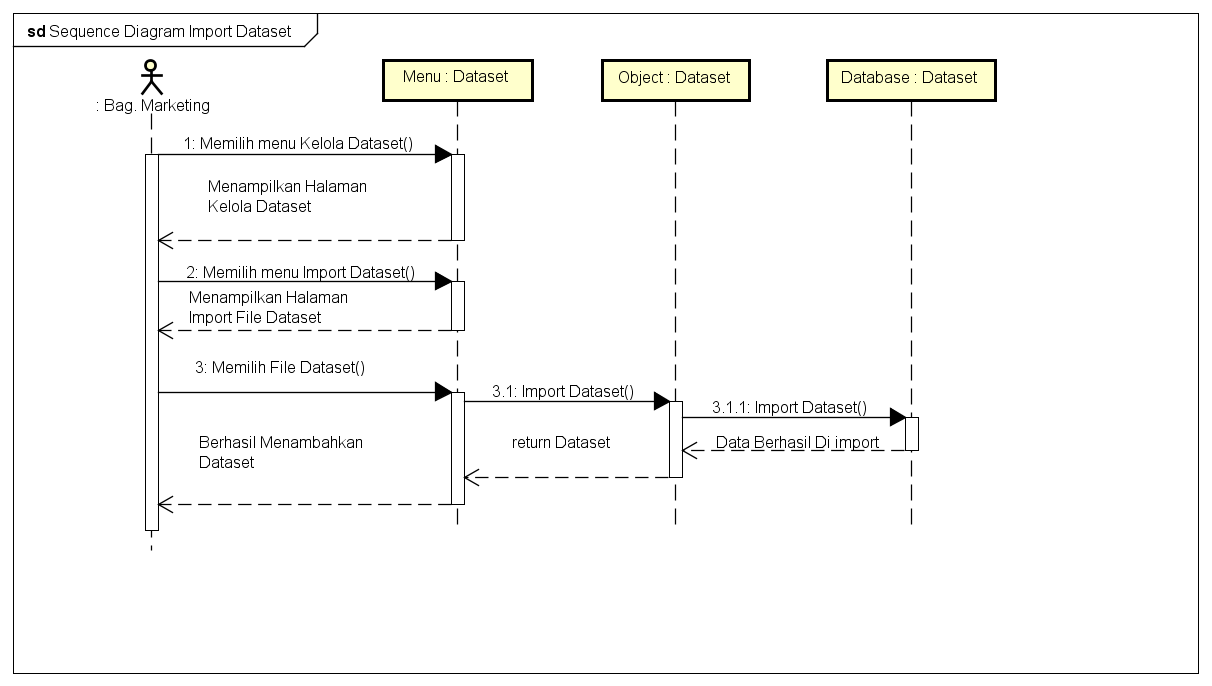 sd Sequence Diagram Import Dataset
: Bag. Marketing
Menu : Dataset
Object : Dataset
Database : Dataset
1: Memilih menu Kelola Dataset()
Menampilkan Halaman
Kelola Dataset
2: Memilih menu Import Dataset()
Menampilkan Halaman
Import File Dataset
3: Memilih File Dataset()
3.1: Import Dataset()
3.1.1: Import Dataset()
Berhasil Menambahkan
Dataset
return Dataset
Data Berhasil Di import